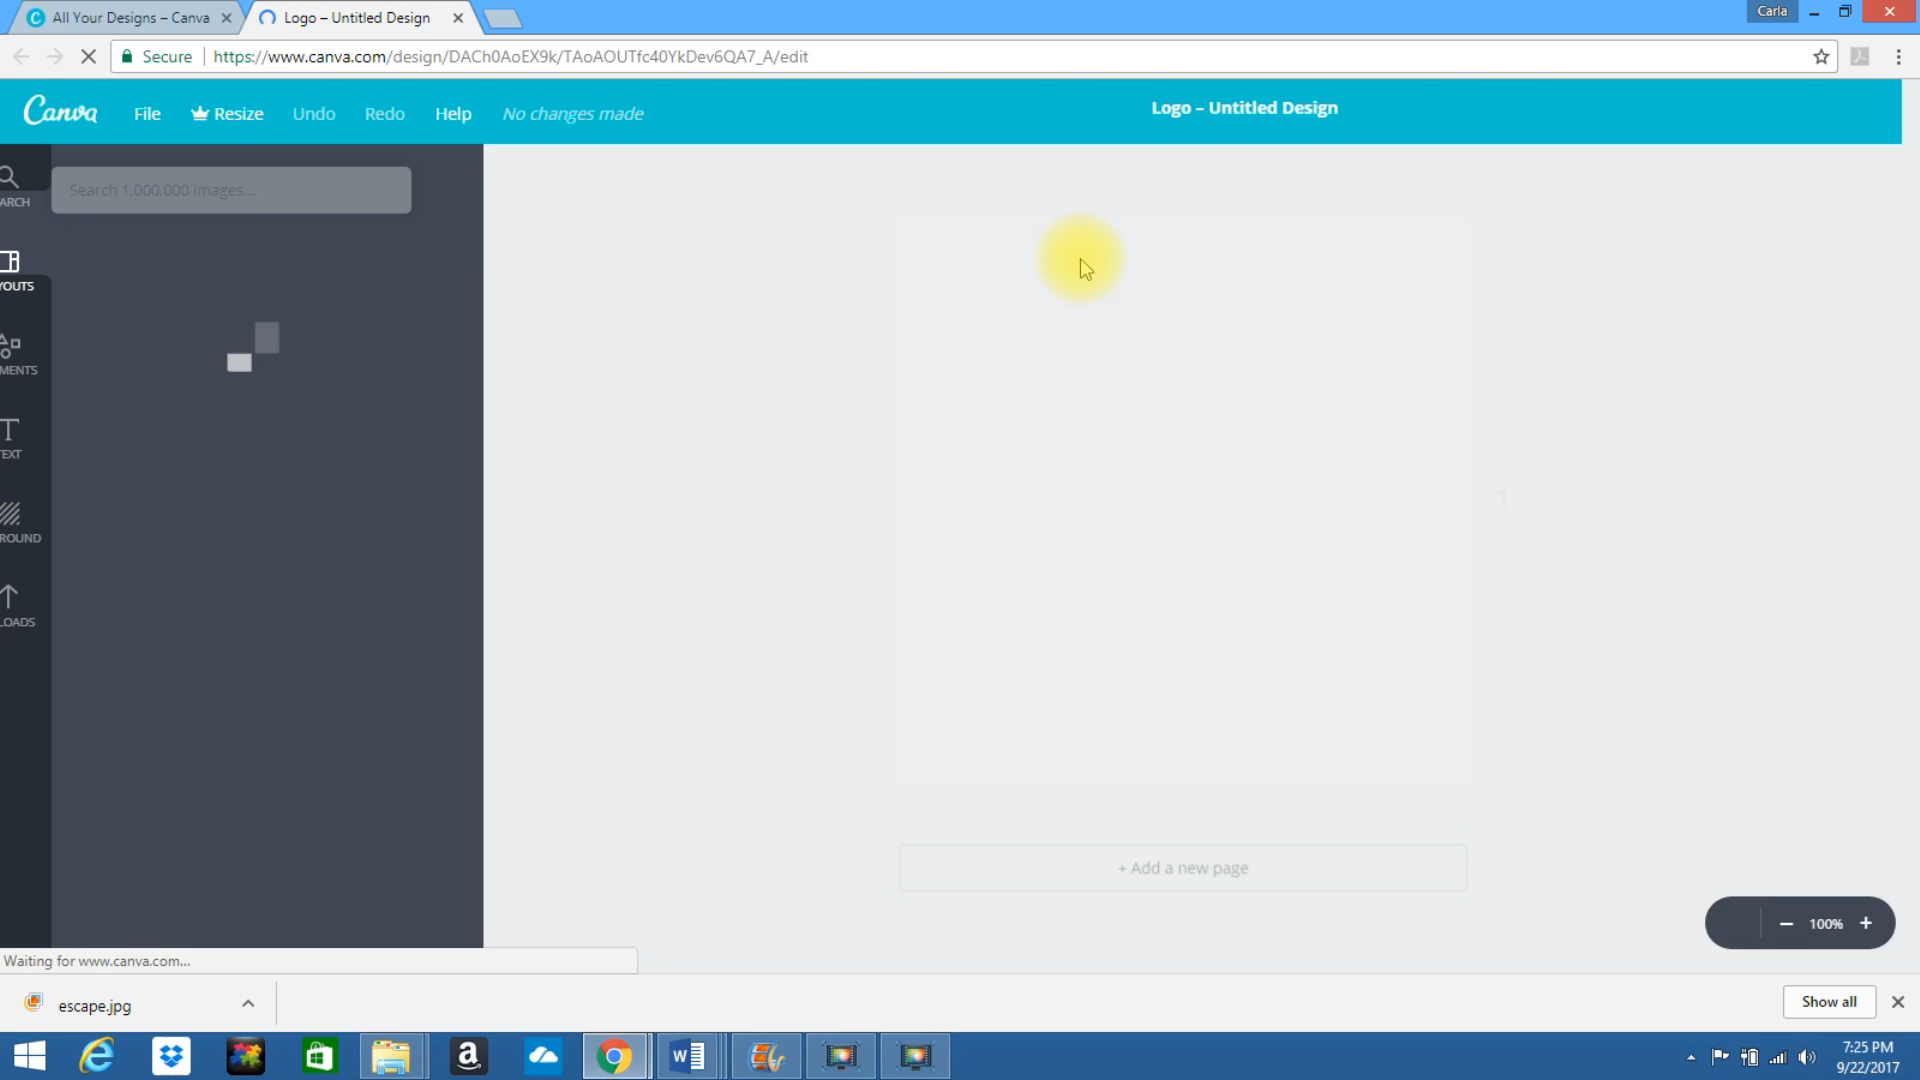 All Your Designs – Canva
Logo – Untitled Design
Carla
Secure
https://www.canva.com/design/DACh0AoEX9k/TAoAOUTfc40YkDev6QA7_A/edit
Canva
File
Resize
Undo
Redo
Help
No changes made
Logo – Untitled Design
Search 1,000,000 images...
ARCH
YOUTS
MENTS
TEXT
ROUND
LOADS
1
+ Add a new page
100%
Waiting for www.canva.com...
escape.jpg
Show all
7:25 PM
9/22/2017